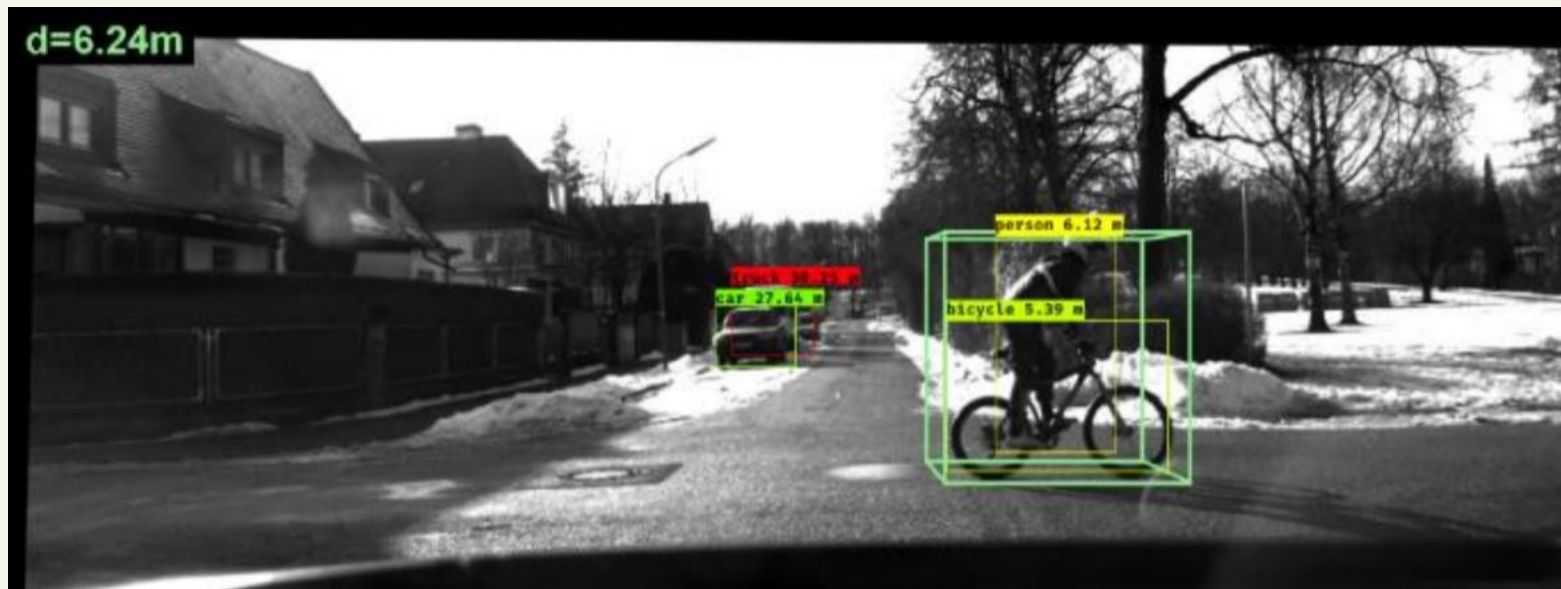 d=6.24m
person 6.12 m
truck
car 27.64 m
bicycle 5.39 m